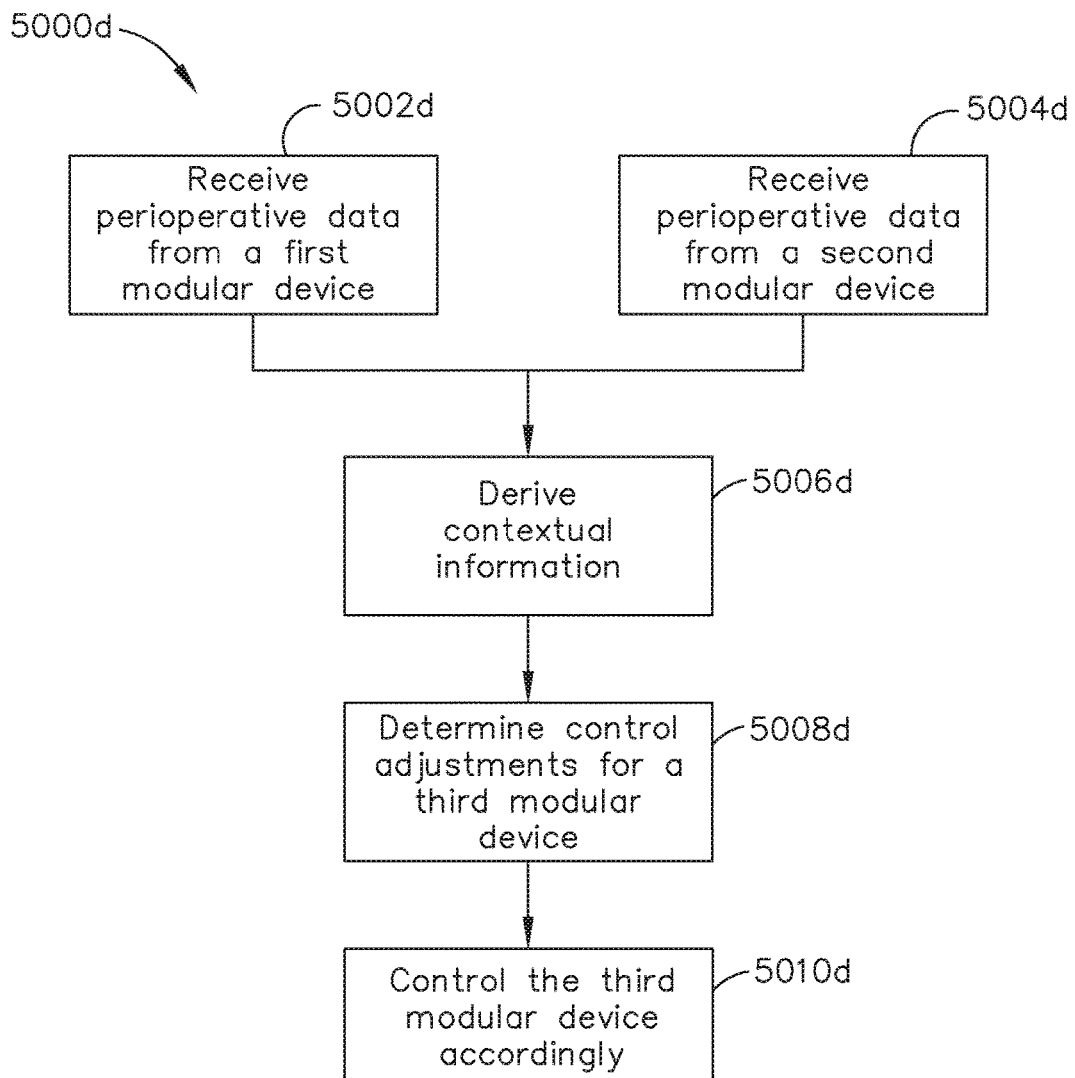 5000d
5002d
5004d
Receive
perioperative data
from a first
modular device
Receive
perioperative data
from a second
modular device
5006d
Derive
contextual
information
5008d
Determine control
adjustments for a
third modular
device
5010d
Control the third
modular device
accordingly